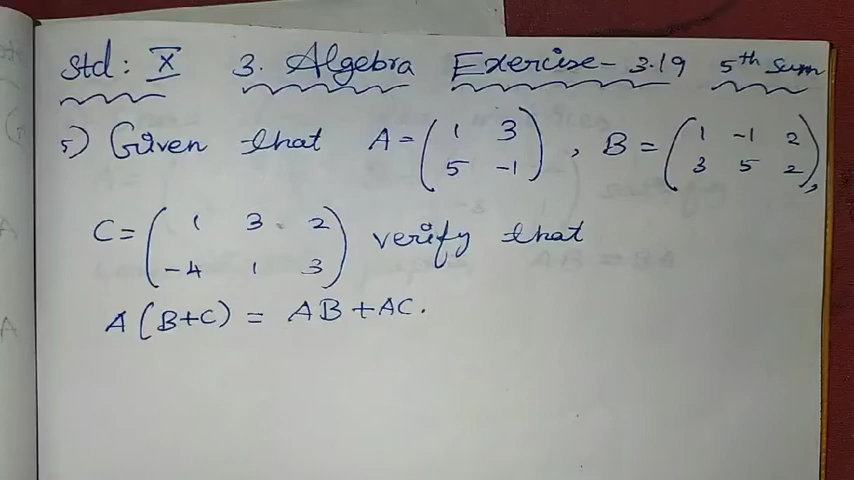 Std: X 3. Algebra Exercise - 3.19 5th Sum
5) Given that A = ( 1 3 ; 5 -1 ), B = ( 1 -1 2 ; 3 5 2 ),
C = ( 1 3 2 ; -4 1 3 ) verify that
A(B+C) = AB + AC.